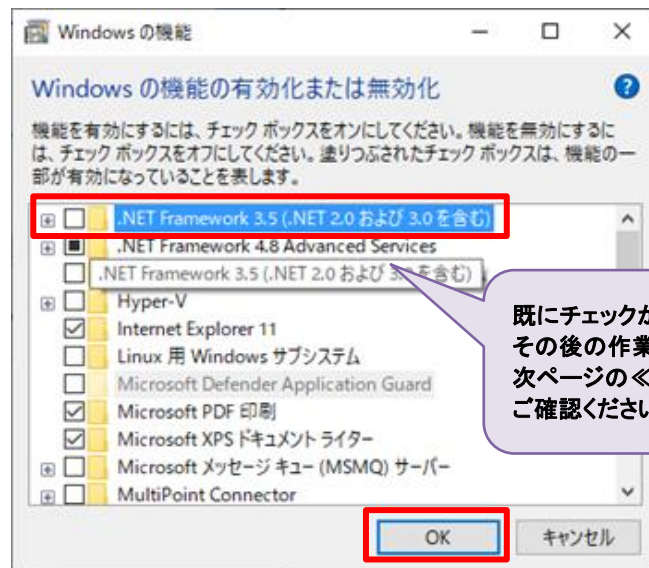 Windows の機能
Windows の機能の有効化または無効化
機能を有効にするには、チェック ボックスをオンにしてください。機能を無効にするに
は、チェック ボックスをオフにしてください。塗りつぶされたチェック ボックスは、機能の一
部が有効になっていることを表します。
.NET Framework 3.5 (.NET 2.0 および 3.0 を含む)
.NET Framework 4.8 Advanced Services
.NET Framework 3.5 (.NET 2.0 および 3.0 を含む)
Hyper-V
Internet Explorer 11
Linux 用 Windows サブシステム
Microsoft Defender Application Guard
Microsoft PDF 印刷
Microsoft XPS ドキュメント ライター
Microsoft メッセージ キュー (MSMQ) サーバー
MultiPoint Connector
既にチェックが
その後の作業
次ページの≪
ご確認ください
OK
キャンセル